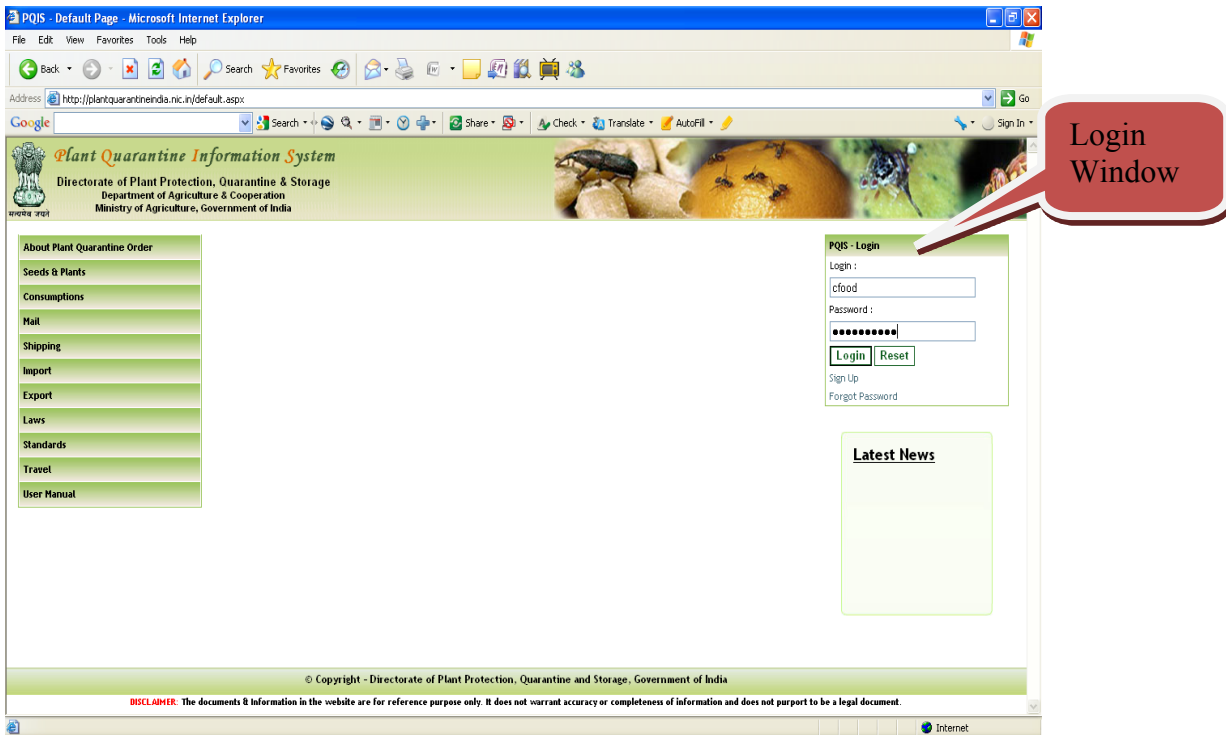 PQIS - Default Page - Microsoft Internet Explorer
File Edit View Favorites Tools Help
Back Search Favorites
Address http://plantquarantineindia.nic.in/default.aspx Go
Google Search Share Check Translate AutoFill Sign In
Login
Window
Plant Quarantine Information System
Directorate of Plant Protection, Quarantine & Storage
Department of Agriculture & Cooperation
Ministry of Agriculture, Government of India
सत्यमेव जयते
About Plant Quarantine Order
Seeds & Plants
Consumptions
Mail
Shipping
Import
Export
Laws
Standards
Travel
User Manual
PQIS - Login
Login :
cfood
Password :
●●●●●●●●●●
Login Reset
Sign Up
Forgot Password
Latest News
© Copyright - Directorate of Plant Protection, Quarantine and Storage, Government of India
DISCLAIMER: The documents & Information in the website are for reference purpose only. It does not warrant accuracy or completeness of information and does not purport to be a legal document.
Internet